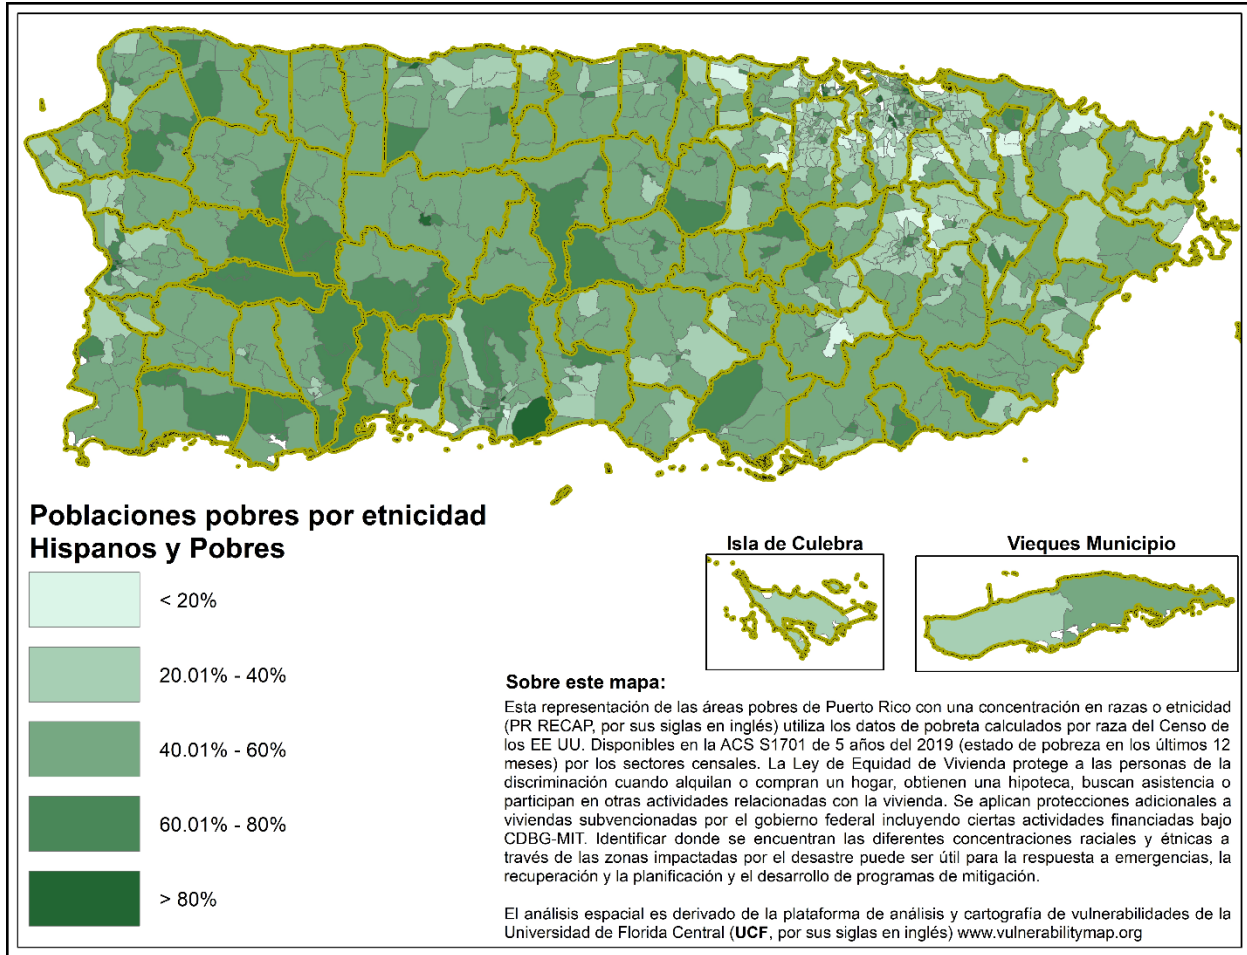 Poblaciones pobres por etnicidad
Hispanos y Pobres
< 20%
20.01% - 40%
40.01% - 60%
60.01% - 80%
> 80%
Isla de Culebra
Vieques Municipio
Sobre este mapa:
Esta representación de las áreas pobres de Puerto Rico con una concentración en razas o etnicidad
(PR RECAP, por sus siglas en inglés) utiliza los datos de pobreta calculados por raza del Censo de
los EE UU. Disponibles en la ACS S1701 de 5 años del 2019 (estado de pobreza en los últimos 12
meses) por los sectores censales. La Ley de Equidad de Vivienda protege a las personas de la
discriminación cuando alquilan o compran un hogar, obtienen una hipoteca, buscan asistencia o
participan en otras actividades relacionadas con la vivienda. Se aplican protecciones adicionales a
viviendas subvencionadas por el gobierno federal incluyendo ciertas actividades financiadas bajo
CDBG-MIT. Identificar donde se encuentran las diferentes concentraciones raciales y étnicas a
través de las zonas impactadas por el desastre puede ser útil para la respuesta a emergencias, la
recuperación y la planificación y el desarrollo de programas de mitigación.
El análisis espacial es derivado de la plataforma de análisis y cartografía de vulnerabilidades de la
Universidad de Florida Central (UCF, por sus siglas en inglés) www.vulnerabilitymap.org